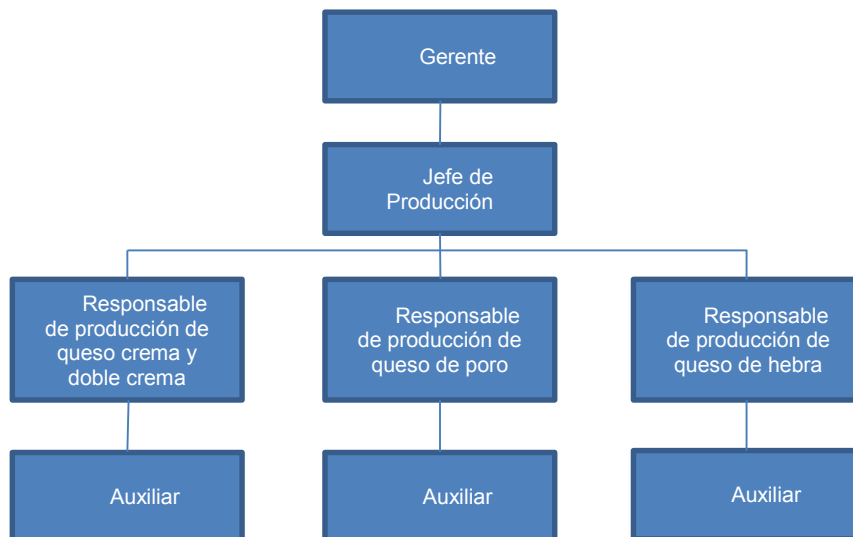 Gerente
Jefe de
Producción
Responsable
de producción de
queso crema y
doble crema
Responsable
de producción de
queso de poro
Responsable
de producción de
queso de hebra
Auxiliar
Auxiliar
Auxiliar